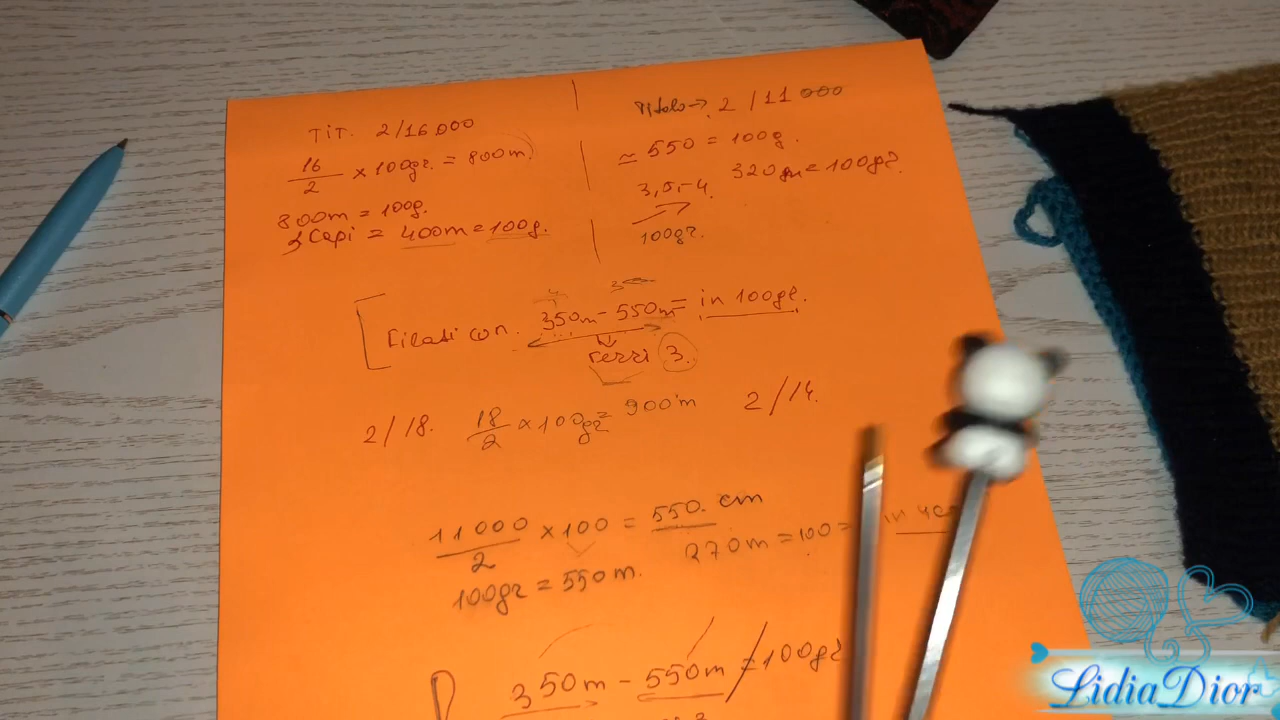 TIT. 2/16000
16/2 x 100gr. = 800m.
800m = 100g.
2 Capi = 400m = 100g.
Titolo → 2/11000
≃ 550 = 100g.
3,5-4. 320m = 100gr.
100gr.
Filati con. 350m - 550m = in 100gr.
ferri 3.
2/18. 18/2 x 100gr = 900m 2/14.
11000/2 x 100 = 550. cm
270m = 100 = in
100gr = 550m.
350m - 550m = 100gr
LidiaDior